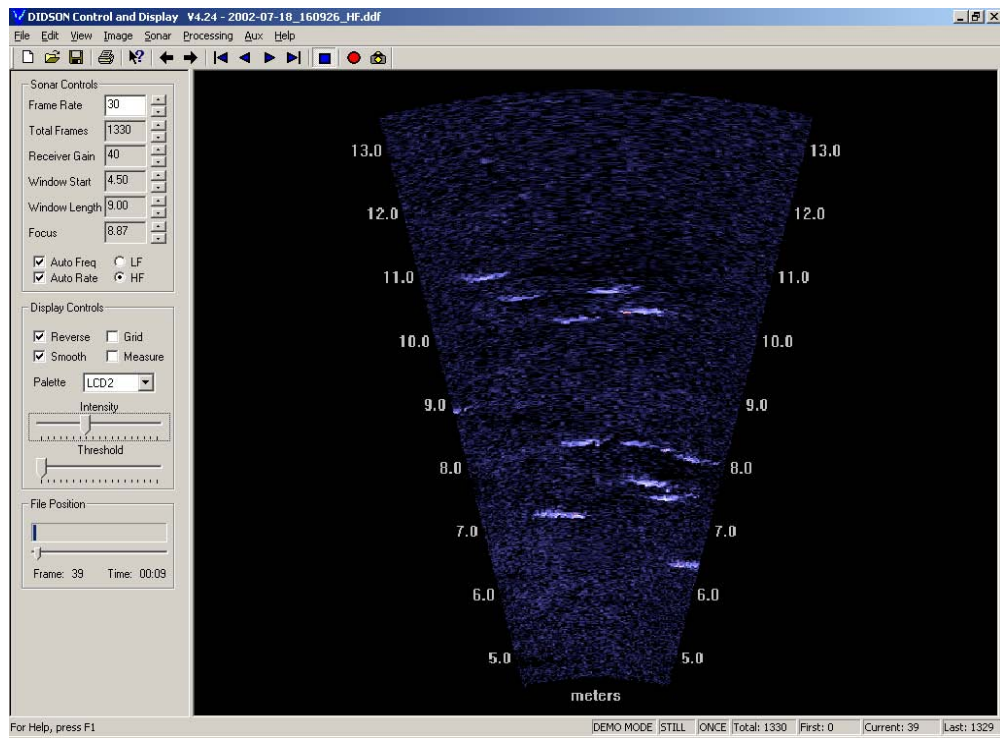 DIDSON Control and Display V4.24 - 2002-07-18_160926_HF.ddf
File Edit View Image Sonar Processing Aux Help
Sonar Controls
Frame Rate 30
Total Frames 1330
Receiver Gain 40
Window Start 4.50
Window Length 9.00
Focus 8.87
Auto Freq LF
Auto Rate HF
Display Controls
Reverse Grid
Smooth Measure
Palette LCD2
Intensity
Threshold
File Position
Frame: 39 Time: 00:09
13.0 13.0
12.0 12.0
11.0 11.0
10.0 10.0
9.0 9.0
8.0 8.0
7.0 7.0
6.0 6.0
5.0 5.0
meters
For Help, press F1 DEMO MODE STILL ONCE Total: 1330 First: 0 Current: 39 Last: 1329